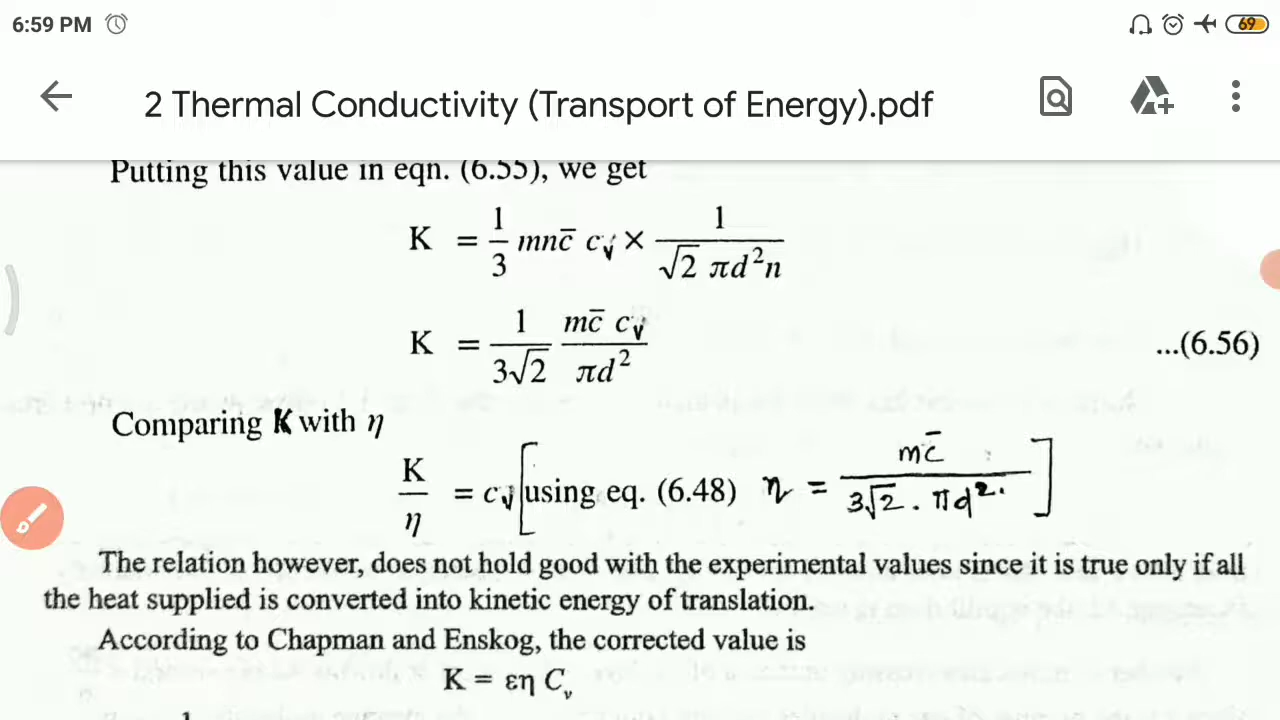 6:59 PM
69
2 Thermal Conductivity (Transport of Energy).pdf
Putting this value in eqn. (6.55), we get
K = 1/3 mnc̄ cᵥ × 1/(√2 πd²n)
K = 1/(3√2) mc̄ cᵥ/(πd²) ...(6.56)
Comparing K with η
K/η = cᵥ [using eq. (6.48) η = mc̄/(3√2 . πd².)]
The relation however, does not hold good with the experimental values since it is true only if all
the heat supplied is converted into kinetic energy of translation.
According to Chapman and Enskog, the corrected value is
K = εη Cᵥ